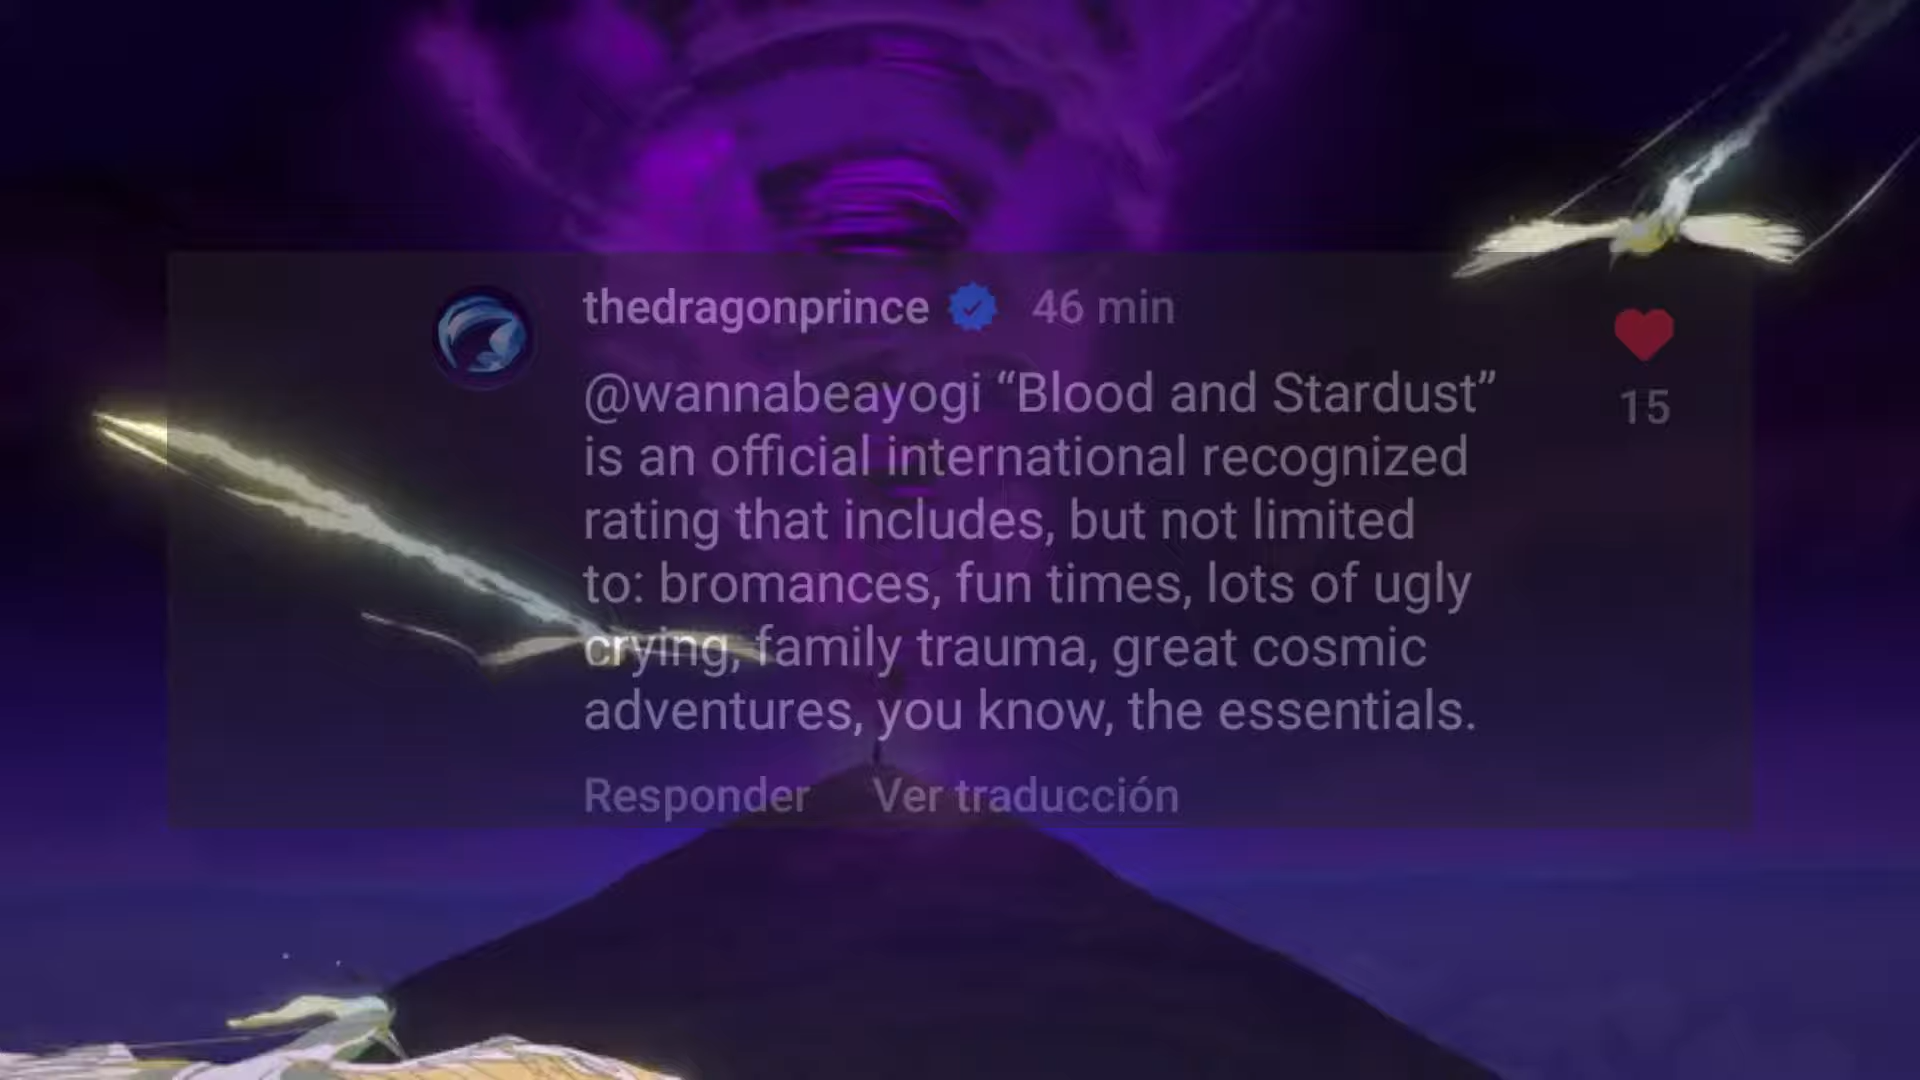 thedragonprince 46 min
@wannabeayogi “Blood and Stardust”
15
is an official international recognized
rating that includes, but not limited
to: bromances, fun times, lots of ugly
crying, family trauma, great cosmic
adventures, you know, the essentials.
Responder Ver traducción